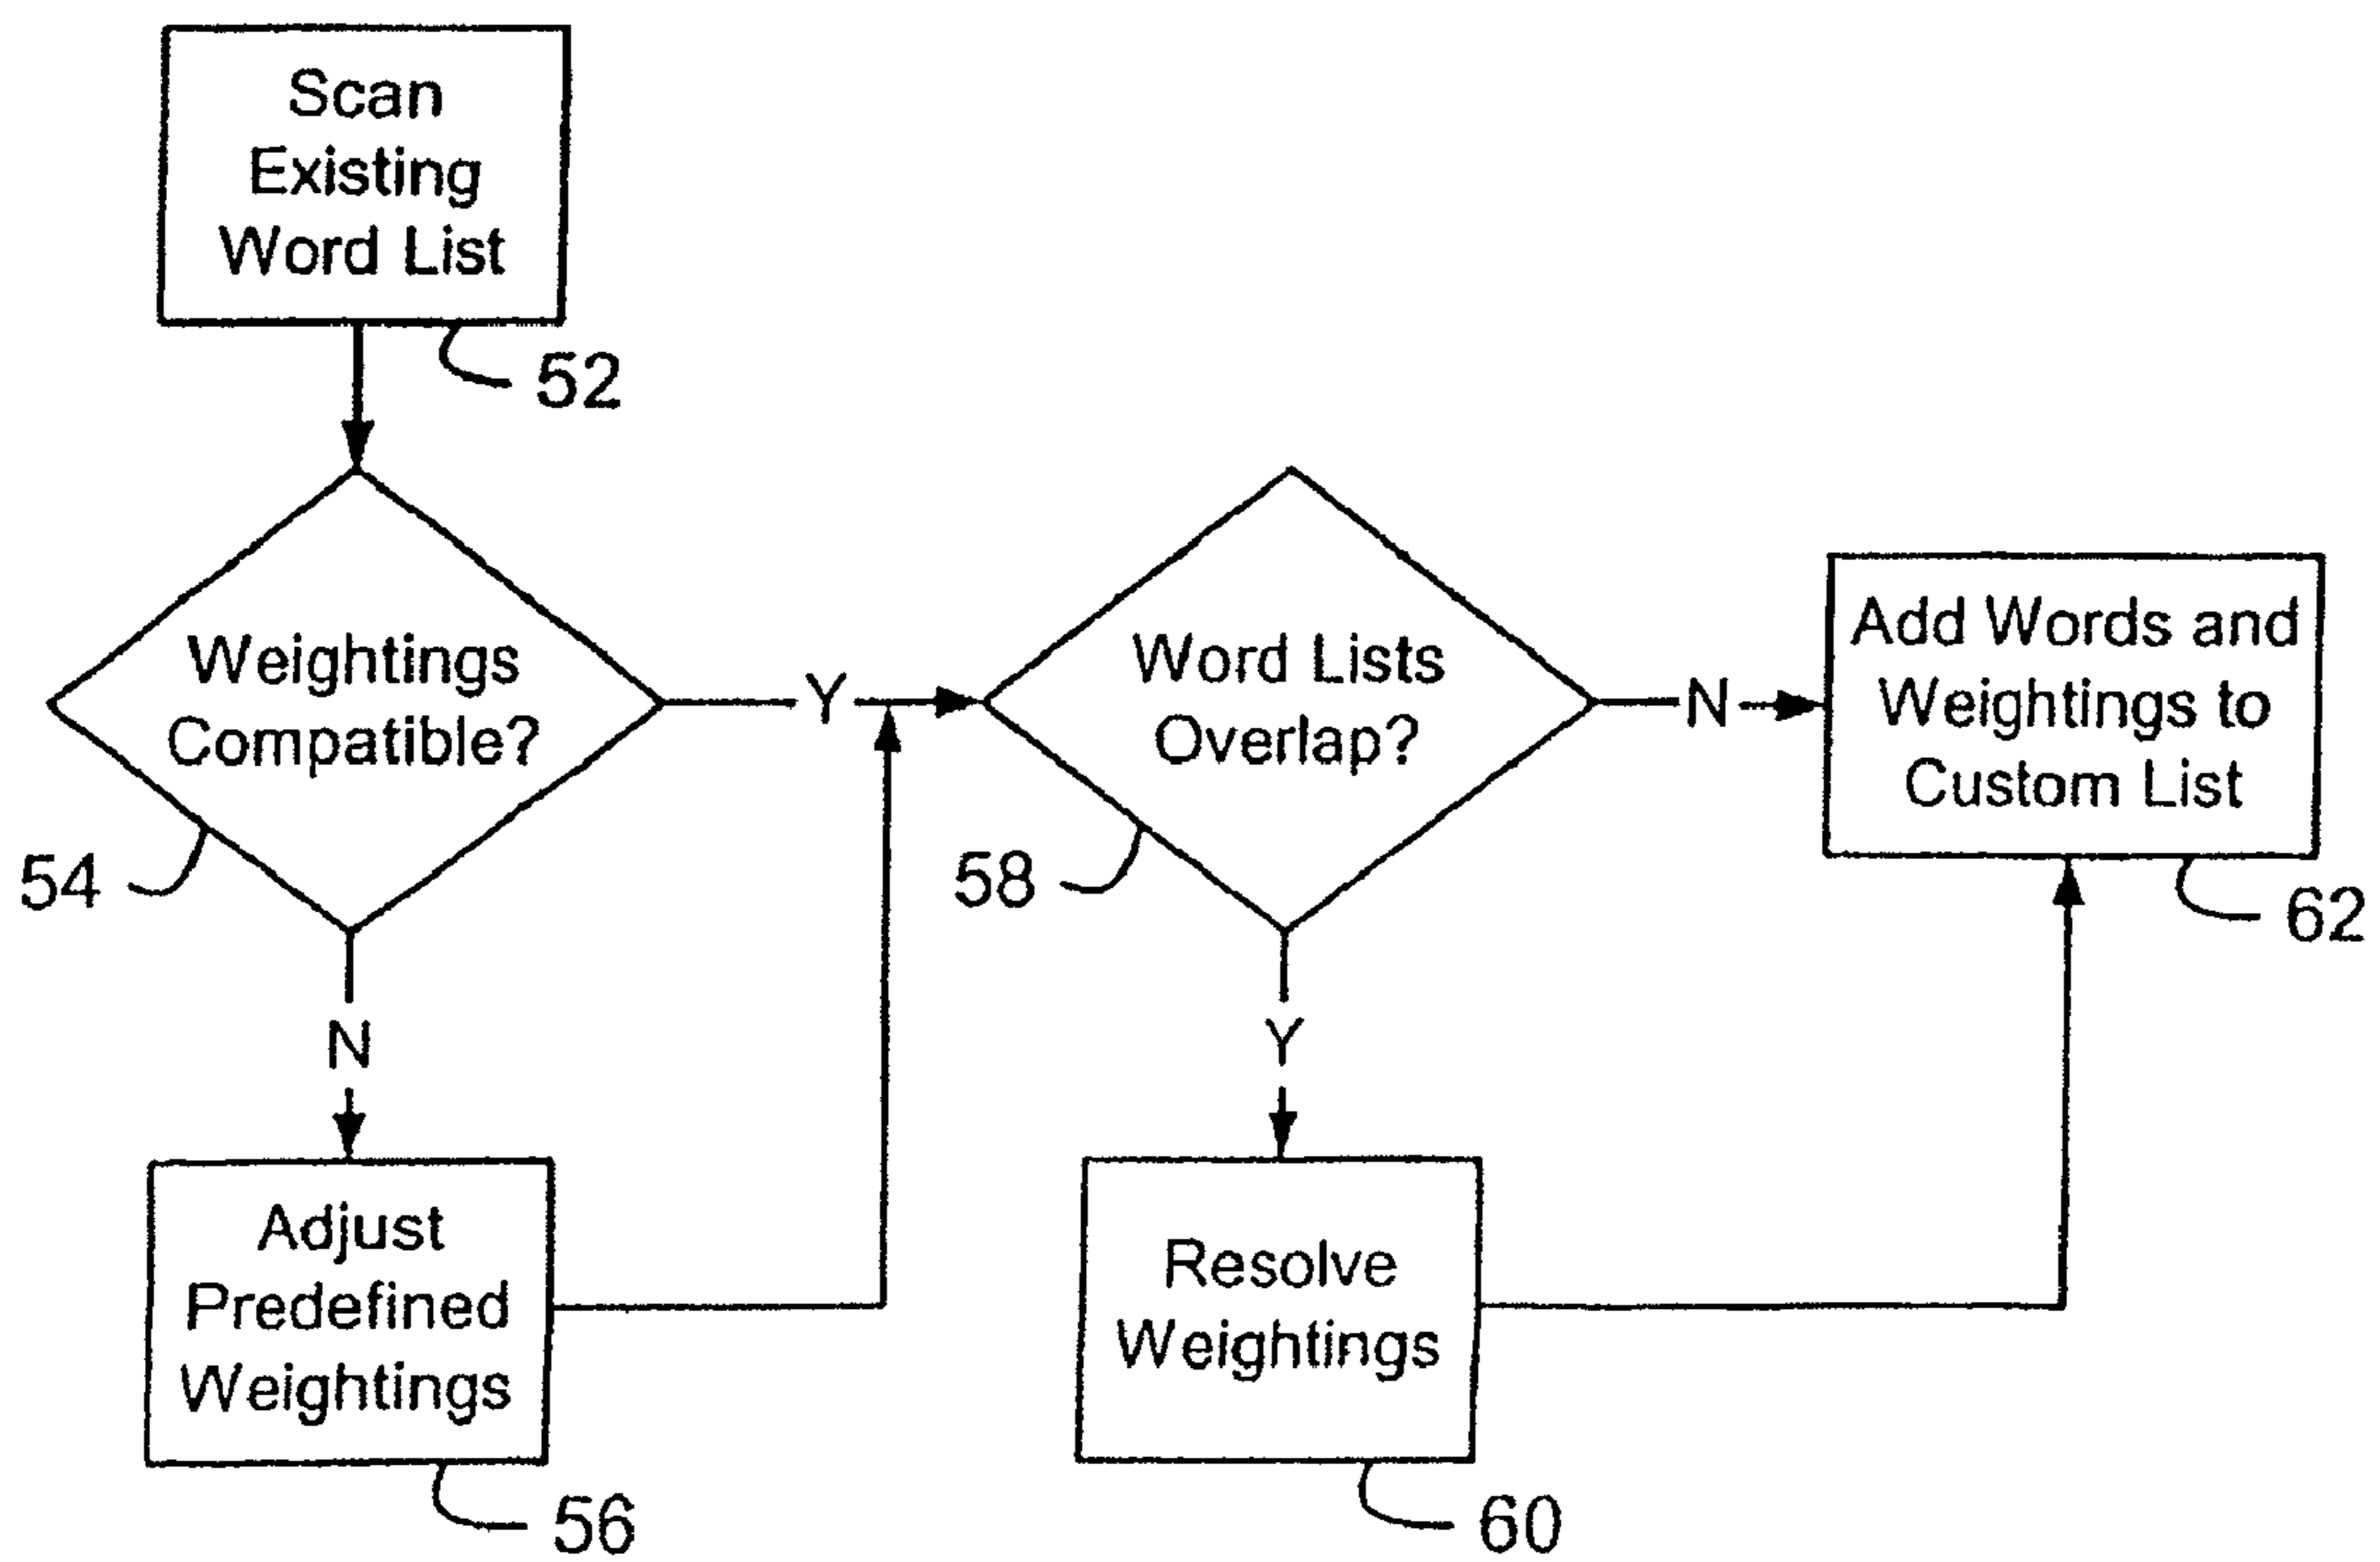 Scan
Existing
Word List
52
Weightings
Compatible?
54
Y
N
Adjust
Predefined
Weightings
56
Word Lists
Overlap?
58
N
Y
Resolve
Weightings
60
Add Words and
Weightings to
Custom List
62